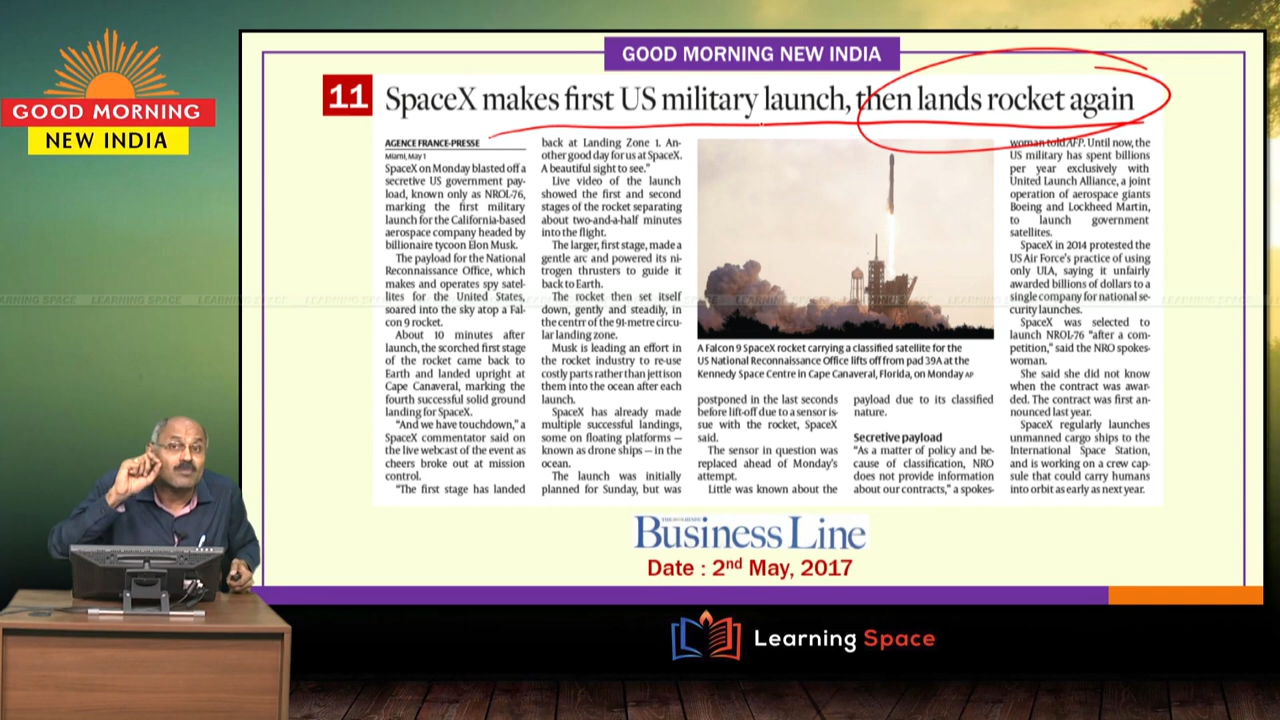 GOOD MORNING
NEW INDIA
GOOD MORNING NEW INDIA
11 SpaceX makes first US military launch, then lands rocket again
AGENCE FRANCE-PRESSE
Miami, May 1
SpaceX on Monday blasted off a
secretive US government pay-
load, known only as NROL-76,
marking the first military
launch for the California-based
aerospace company headed by
billionaire tycoon Elon Musk.
The payload for the National
Reconnaissance Office, which
makes and operates spy satel-
lites for the United States,
soared into the sky atop a Fal-
con 9 rocket.
About 10 minutes after
launch, the scorched first stage
of the rocket came back to
Earth and landed upright at
Cape Canaveral, marking the
fourth successful solid ground
landing for SpaceX.
“And we have touchdown,” a
SpaceX commentator said on
the live webcast of the event as
cheers broke out at mission
control.
“The first stage has landed
back at Landing Zone 1. An-
other good day for us at SpaceX.
A beautiful sight to see.”
Live video of the launch
showed the first and second
stages of the rocket separating
about two-and-a-half minutes
into the flight.
The larger, first stage, made a
gentle arc and powered its ni-
trogen thrusters to guide it
back to Earth.
The rocket then set itself
down, gently and steadily, in
the centrr of the 91-metre circu-
lar landing zone.
Musk is leading an effort in
the rocket industry to re-use
costly parts rather than jettison
them into the ocean after each
launch.
SpaceX has already made
multiple successful landings,
some on floating platforms —
known as drone ships — in the
ocean.
The launch was initially
planned for Sunday, but was
A Falcon 9 SpaceX rocket carrying a classified satellite for the
US National Reconnaissance Office lifts off from pad 39A at the
Kennedy Space Centre in Cape Canaveral, Florida, on Monday AP
postponed in the last seconds
before lift-off due to a sensor is-
sue with the rocket, SpaceX
said.
The sensor in question was
replaced ahead of Monday’s
attempt.
Little was known about the
payload due to its classified
nature.
Secretive payload
“As a matter of policy and be-
cause of classification, NRO
does not provide information
about our contracts,” a spokes-
woman told AFP. Until now, the
US military has spent billions
per year exclusively with
United Launch Alliance, a joint
operation of aerospace giants
Boeing and Lockheed Martin,
to launch government
satellites.
SpaceX in 2014 protested the
US Air Force’s practice of using
only ULA, saying it unfairly
awarded billions of dollars to a
single company for national se-
curity launches.
SpaceX was selected to
launch NROL-76 “after a com-
petition,” said the NRO spokes-
woman.
She said she did not know
when the contract was awar-
ded. The contract was first an-
nounced last year.
SpaceX regularly launches
unmanned cargo ships to the
International Space Station,
and is working on a crew cap-
sule that could carry humans
into orbit as early as next year.
LEARNING SPACE
Business Line
Date : 2nd May, 2017
Learning Space